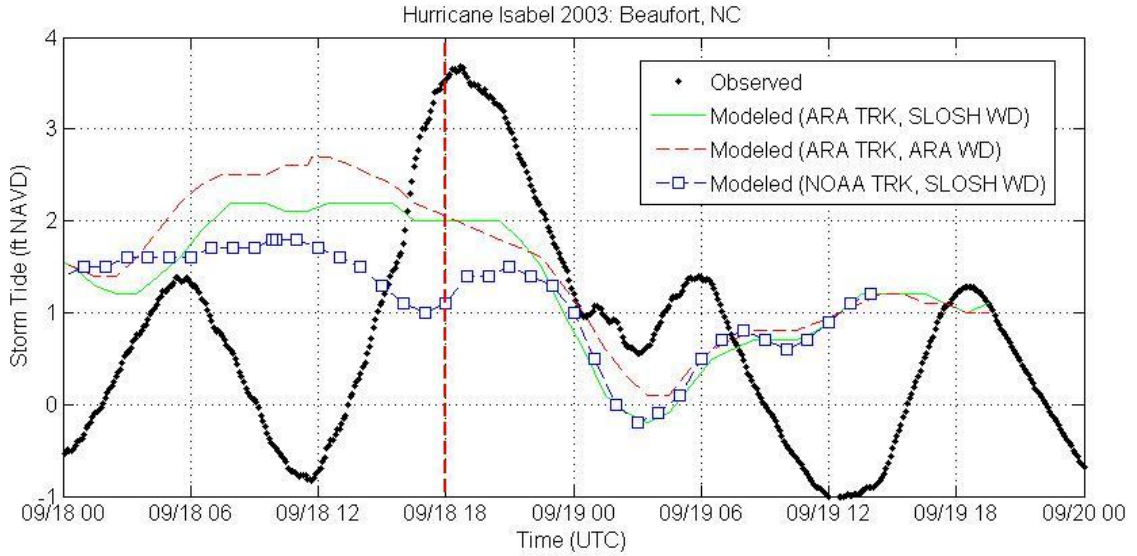 Hurricane Isabel 2003: Beaufort, NC
4
3
2
1
0
-1
Storm Tide (ft NAVD)
Observed
Modeled (ARA TRK, SLOSH WD)
Modeled (ARA TRK, ARA WD)
Modeled (NOAA TRK, SLOSH WD)
09/18 00 09/18 06 09/18 12 09/18 18 09/19 00 09/19 06 09/19 12 09/19 18 09/20 00
Time (UTC)